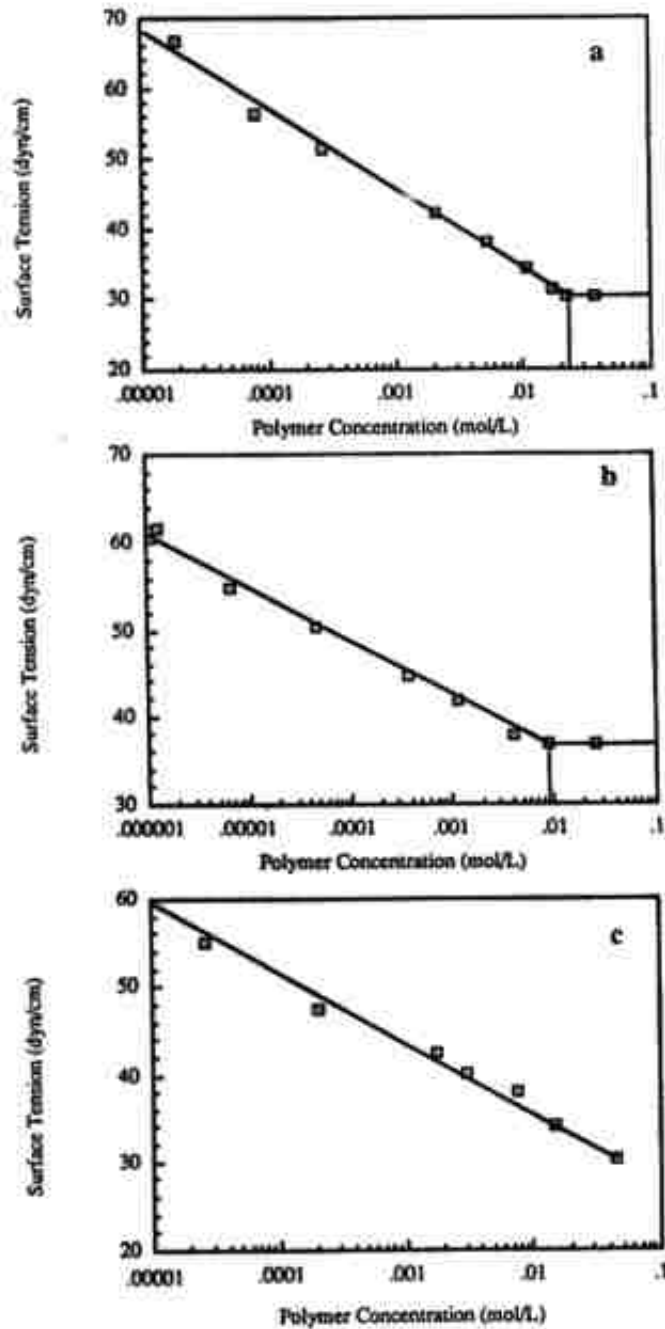 70
60
50
40
30
20
Surface Tension (dyn/cm)
a
.00001 .0001 .001 .01 .1
Polymer Concentration (mol/L)
70
60
50
40
30
Surface Tension (dyn/cm)
b
.000001 .00001 .0001 .001 .01 .1
Polymer Concentration (mol/L)
60
50
40
30
20
Surface Tension (dyn/cm)
c
.00001 .0001 .001 .01 .1
Polymer Concentration (mol/L)